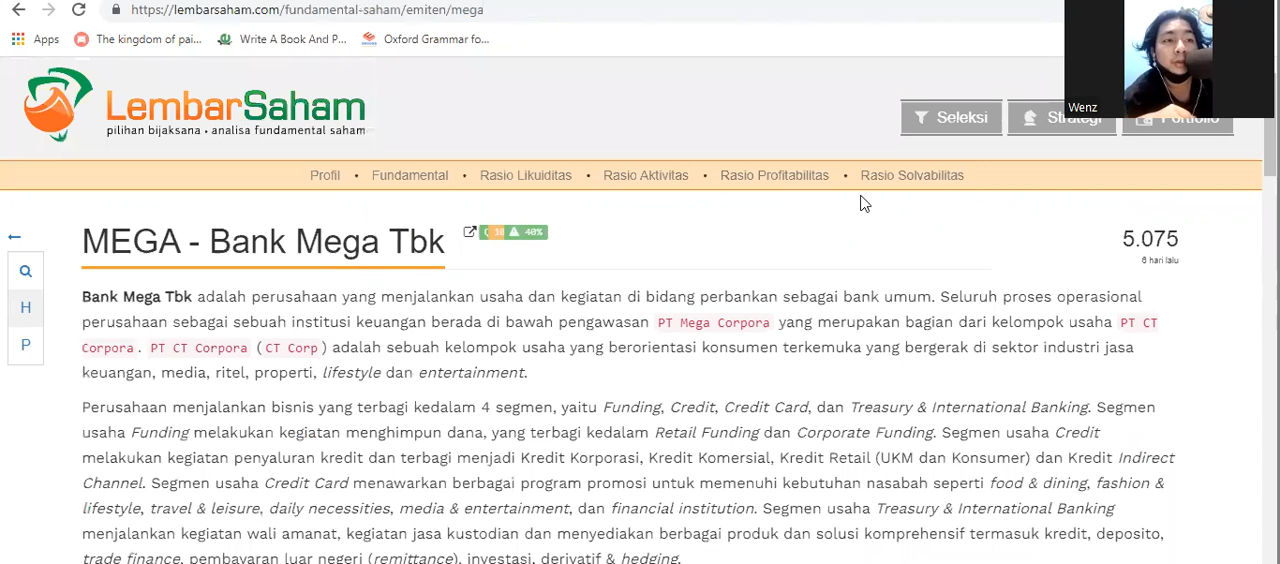 https://lembarsaham.com/fundamental-saham/emiten/mega
Apps The kingdom of pai... Write A Book And P... Oxford Grammar fo...
Wenz
LembarSaham
pilihan bijaksana • analisa fundamental saham
Seleksi Strategi Portfolio
Profil • Fundamental • Rasio Likuiditas • Rasio Aktivitas • Rasio Profitabilitas • Rasio Solvabilitas
MEGA - Bank Mega Tbk 40%
5.075
6 hari lalu
H
P
Bank Mega Tbk adalah perusahaan yang menjalankan usaha dan kegiatan di bidang perbankan sebagai bank umum. Seluruh proses operasional
perusahaan sebagai sebuah institusi keuangan berada di bawah pengawasan PT Mega Corpora yang merupakan bagian dari kelompok usaha PT CT
Corpora. PT CT Corpora (CT Corp) adalah sebuah kelompok usaha yang berorientasi konsumen terkemuka yang bergerak di sektor industri jasa
keuangan, media, ritel, properti, lifestyle dan entertainment.
Perusahaan menjalankan bisnis yang terbagi kedalam 4 segmen, yaitu Funding, Credit, Credit Card, dan Treasury & International Banking. Segmen
usaha Funding melakukan kegiatan menghimpun dana, yang terbagi kedalam Retail Funding dan Corporate Funding. Segmen usaha Credit
melakukan kegiatan penyaluran kredit dan terbagi menjadi Kredit Korporasi, Kredit Komersial, Kredit Retail (UKM dan Konsumer) dan Kredit Indirect
Channel. Segmen usaha Credit Card menawarkan berbagai program promosi untuk memenuhi kebutuhan nasabah seperti food & dining, fashion &
lifestyle, travel & leisure, daily necessities, media & entertainment, dan financial institution. Segmen usaha Treasury & International Banking
menjalankan kegiatan wali amanat, kegiatan jasa kustodian dan menyediakan berbagai produk dan solusi komprehensif termasuk kredit, deposito,
trade finance, pembayaran luar negeri (remittance), investasi, derivatif & hedging.